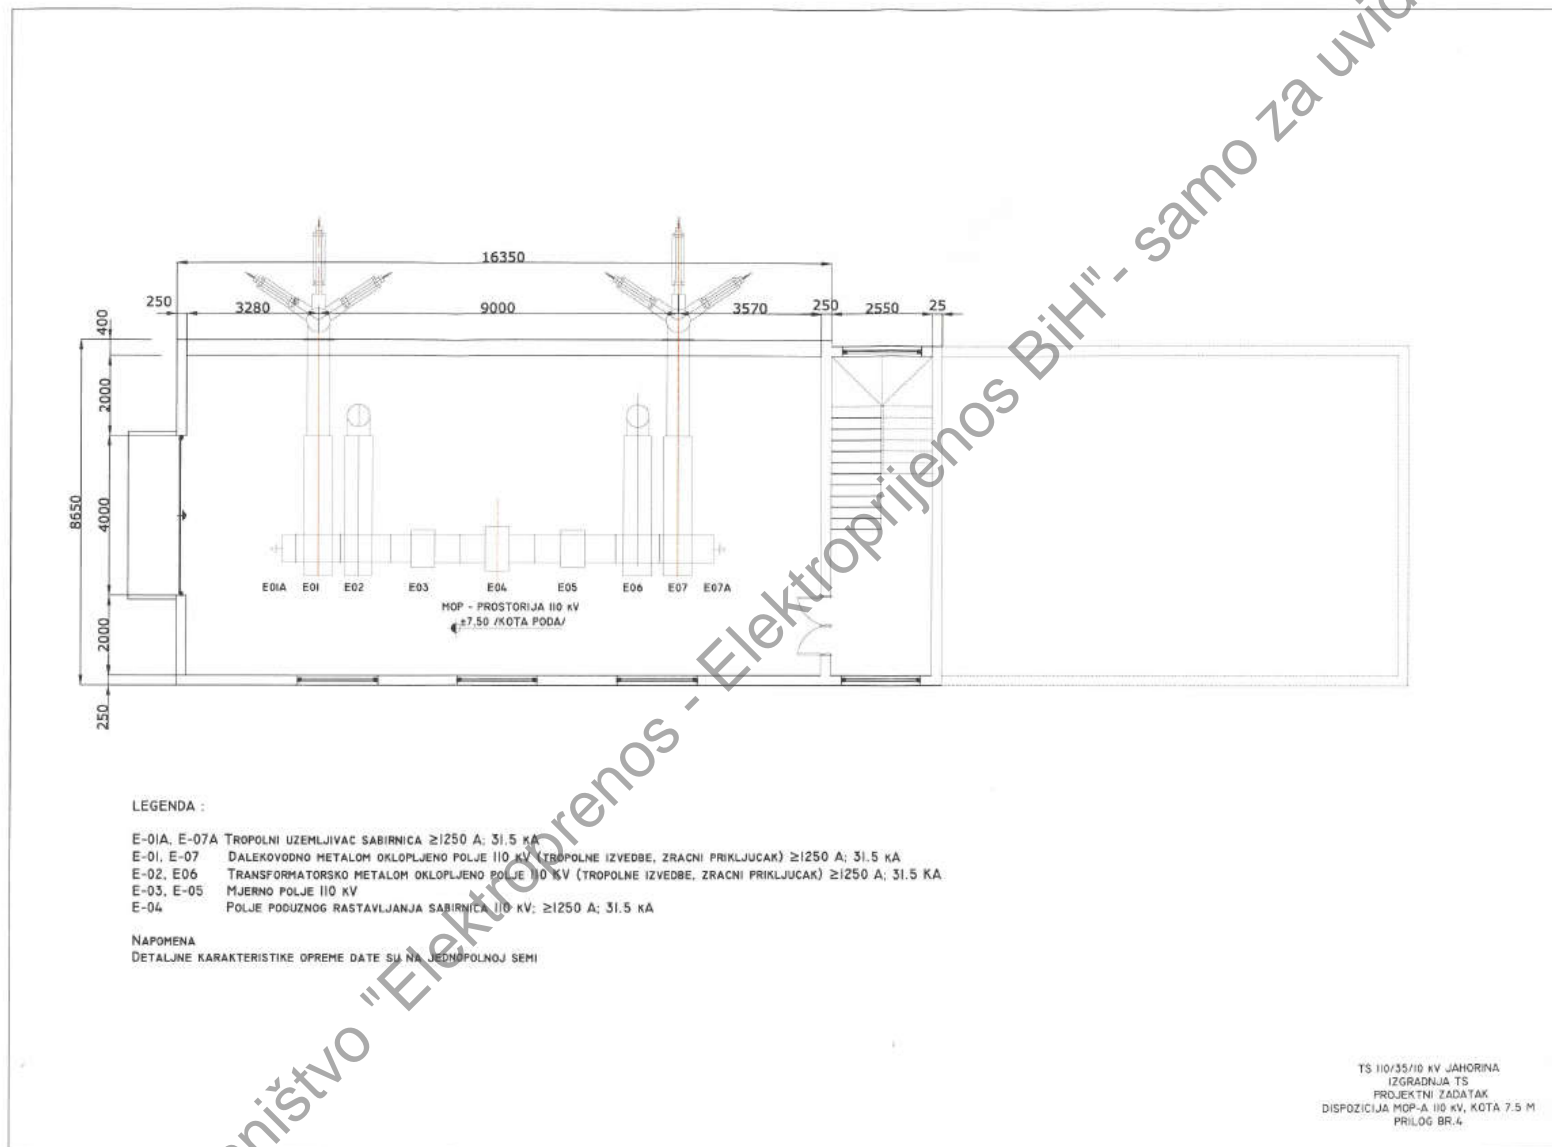 16350
250
3280
9000
3570
250
2550
25
400
2000
8650
4000
2000
250
E01A E01 E02 E03 E04 E05 E06 E07 E07A
MOP - PROSTORIJA 110 KV
±7.50 /KOTA PODA/
LEGENDA :
E-01A, E-07A TROPOLNI UZEMLJIVAC SABIRNICA ≥1250 A; 31.5 KA
E-01, E-07 DALEKOVODNO METALOM OKLOPLJENO POLJE 110 KV (TROPOLNE IZVEDBE, ZRACNI PRIKLJUCAK) ≥1250 A; 31.5 KA
E-02, E06 TRANSFORMATORSKO METALOM OKLOPLJENO POLJE 110 KV (TROPOLNE IZVEDBE, ZRACNI PRIKLJUCAK) ≥1250 A; 31.5 KA
E-03, E-05 MJERNO POLJE 110 KV
E-04 POLJE PODUZNOG RASTAVLJANJA SABIRNICA 110 KV; ≥1250 A; 31.5 KA
NAPOMENA
DETALJNE KARAKTERISTIKE OPREME DATE SU NA JEDNOPOLNOJ SEMI
TS 110/35/10 KV JAHORINA
IZGRADNJA TS
PROJEKTNI ZADATAK
DISPOZICIJA MOP-A 110 KV, KOTA 7.5 M
PRILOG BR.4
"Elektroprenos - Elektroprijenos BiH"- samo za uvid